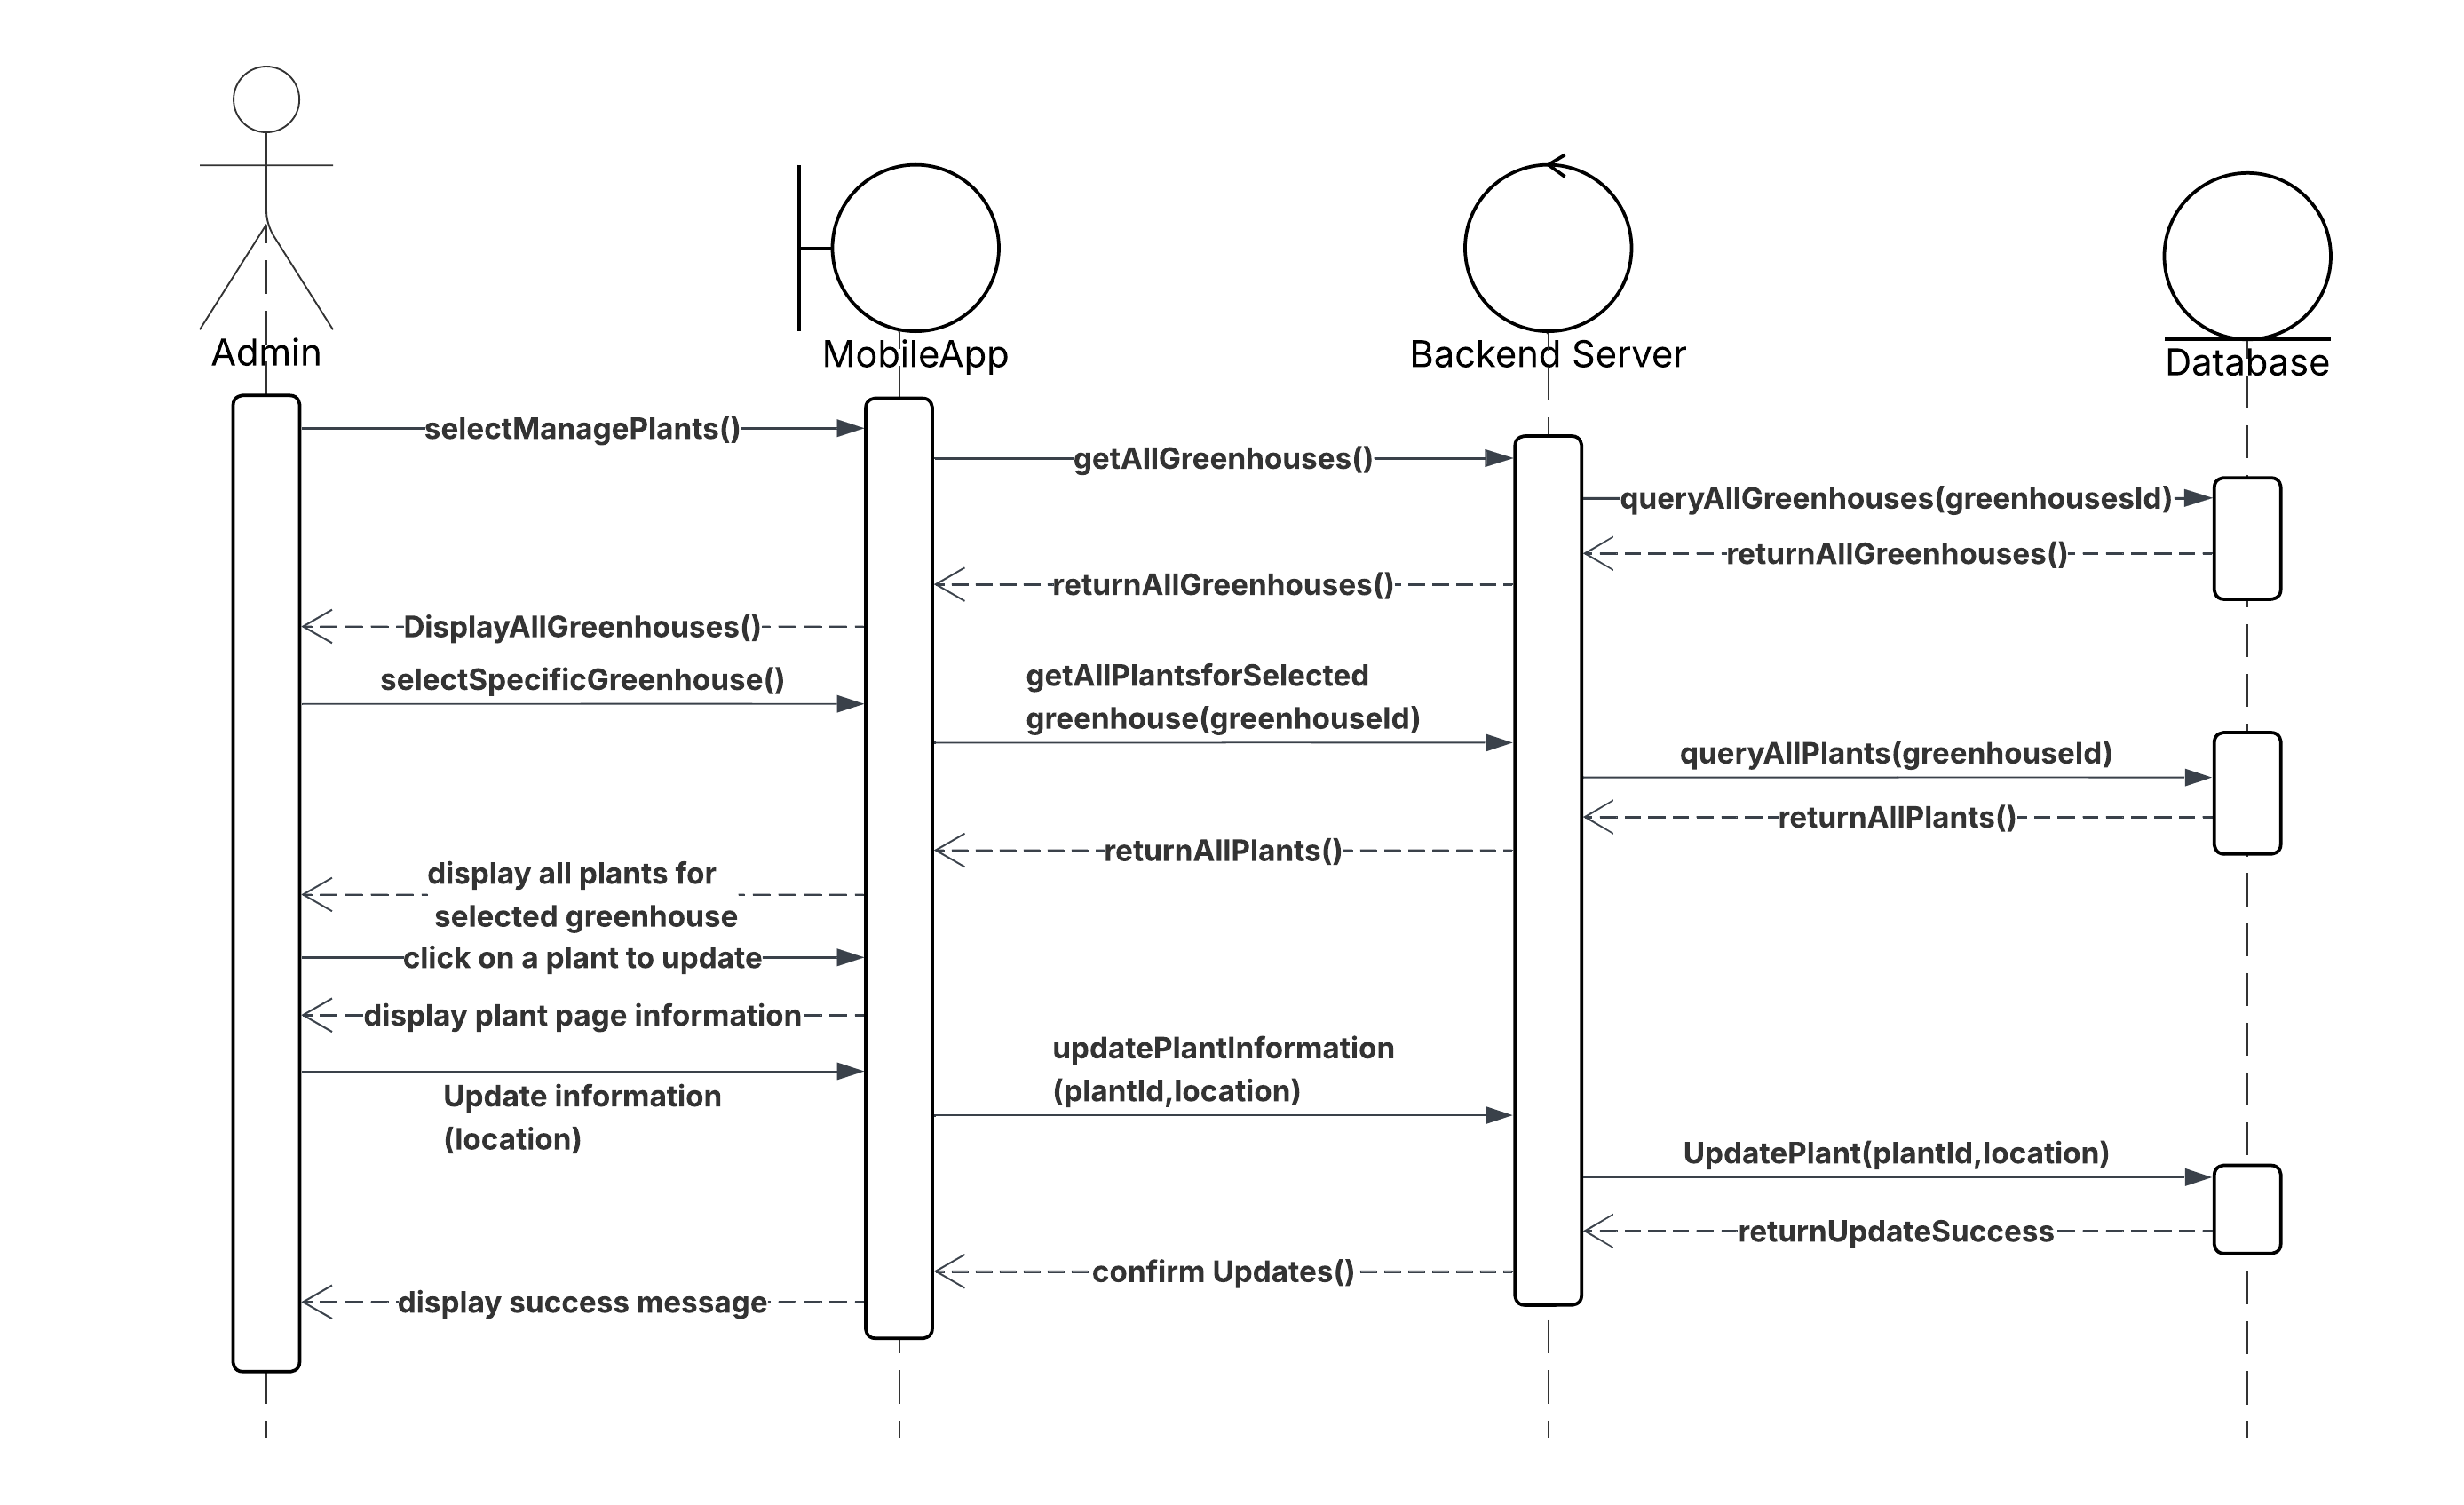 Admin
MobileApp
Backend Server
Database
selectManagePlants()
getAllGreenhouses()
queryAllGreenhouses(greenhousesId)
returnAllGreenhouses()
returnAllGreenhouses()
DisplayAllGreenhouses()
selectSpecificGreenhouse()
getAllPlantsforSelected
greenhouse(greenhouseId)
queryAllPlants(greenhouseId)
returnAllPlants()
returnAllPlants()
display all plants for
selected greenhouse
click on a plant to update
display plant page information
Update information
(location)
updatePlantInformation
(plantId,location)
UpdatePlant(plantId,location)
returnUpdateSuccess
confirm Updates()
display success message